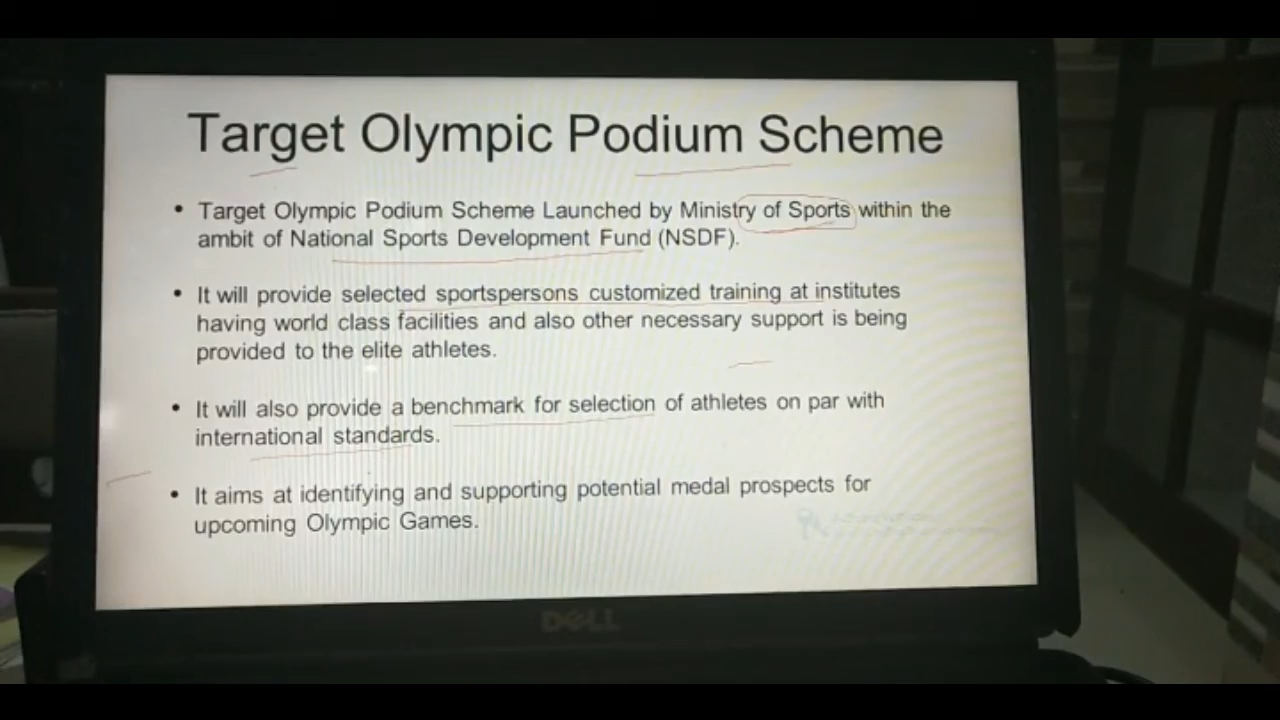 Target Olympic Podium Scheme
• Target Olympic Podium Scheme Launched by Ministry of Sports within the
ambit of National Sports Development Fund (NSDF).
• It will provide selected sportspersons customized training at institutes
having world class facilities and also other necessary support is being
provided to the elite athletes.
• It will also provide a benchmark for selection of athletes on par with
international standards.
• It aims at identifying and supporting potential medal prospects for
upcoming Olympic Games.
DELL